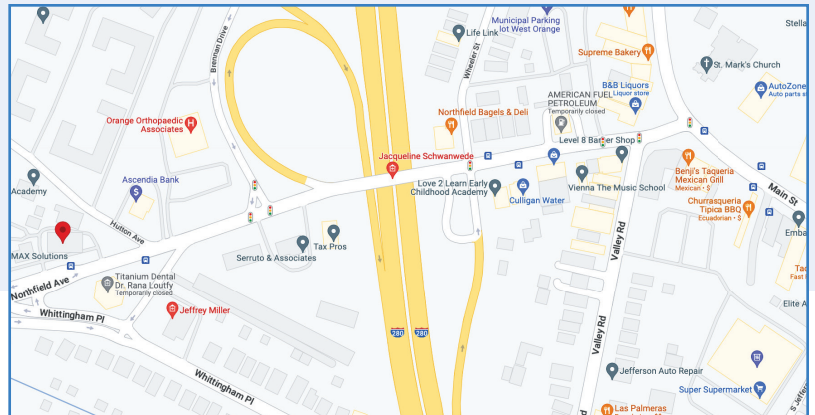 Municipal Parking
lot West Orange
Stella
Life Link
Brennan Drive
Wheeler St
Supreme Bakery
St. Mark's Church
B&B Liquors
Liquor store
AutoZone
Auto parts s
AMERICAN FUEL
PETROLEUM
Temporarily closed
Northfield Bagels & Deli
Orange Orthopaedic
Associates
Level 8 Barber Shop
Jacqueline Schwanwede
Benji's Taqueria
Mexican Grill
Mexican • $
Academy
Ascendia Bank
Love 2 Learn Early
Childhood Academy
Vienna The Music School
Main St
Culligan Water
Churrasqueria
Tipica BBQ
Ecuadorian • $
Hutton Ave
Valley Rd
Emba
Tax Pros
MAX Solutions
Serruto & Associates
Titanium Dental
Dr. Rana Loutfy
Temporarily closed
Northfield Ave
Fast
Jeffrey Miller
Elite A
Whittingham Pl
280
280
Valley Rd
Whittingham Pl
Jefferson Auto Repair
Super Supermarket
Las Palmeras